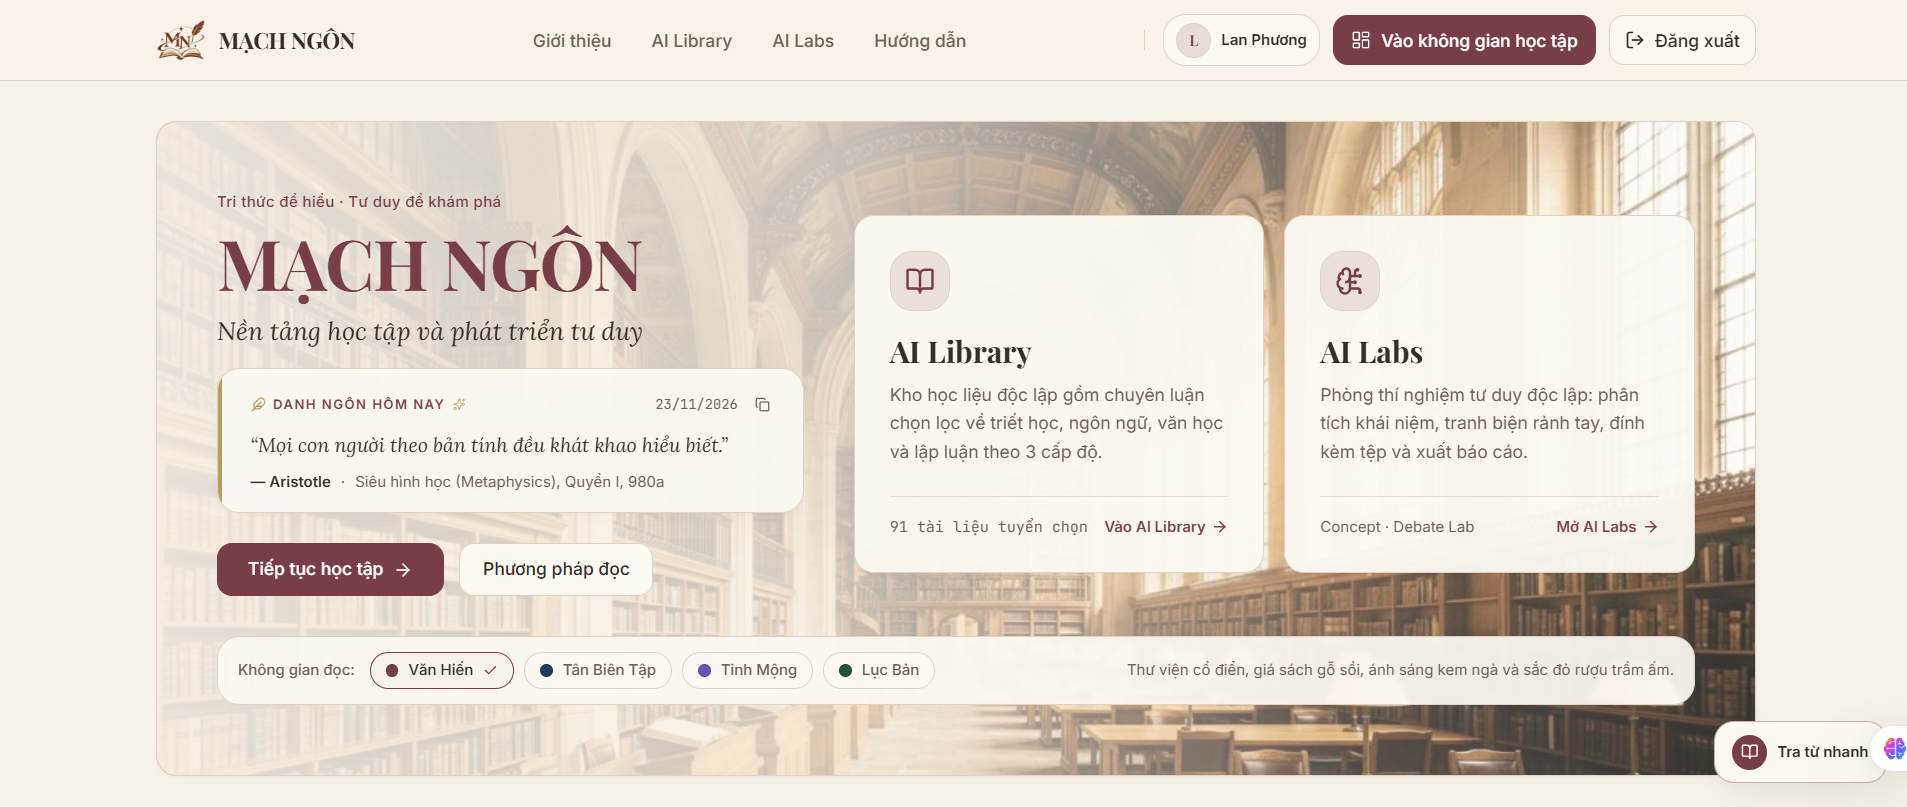 MN MẠCH NGÔN
Giới thiệu
AI Library
AI Labs
Hướng dẫn
L Lan Phương
Vào không gian học tập
Đăng xuất
Tri thức để hiểu · Tư duy để khám phá
MẠCH NGÔN
Nền tảng học tập và phát triển tư duy
DANH NGÔN HÔM NAY 23/11/2026
“Mọi con người theo bản tính đều khát khao hiểu biết.”
— Aristotle · Siêu hình học (Metaphysics), Quyển I, 980a
Tiếp tục học tập →
Phương pháp đọc
AI Library
Kho học liệu độc lập gồm chuyên luận
chọn lọc về triết học, ngôn ngữ, văn học
và lập luận theo 3 cấp độ.
91 tài liệu tuyển chọn Vào AI Library →
AI Labs
Phòng thí nghiệm tư duy độc lập: phân
tích khái niệm, tranh biện rảnh tay, đính
kèm tệp và xuất báo cáo.
Concept · Debate Lab Mở AI Labs →
Không gian đọc: Văn Hiến ✓ Tân Biên Tập Tinh Mộng Lục Bản
Thư viện cổ điển, giá sách gỗ sồi, ánh sáng kem ngà và sắc đỏ rượu trầm ấm.
Tra từ nhanh